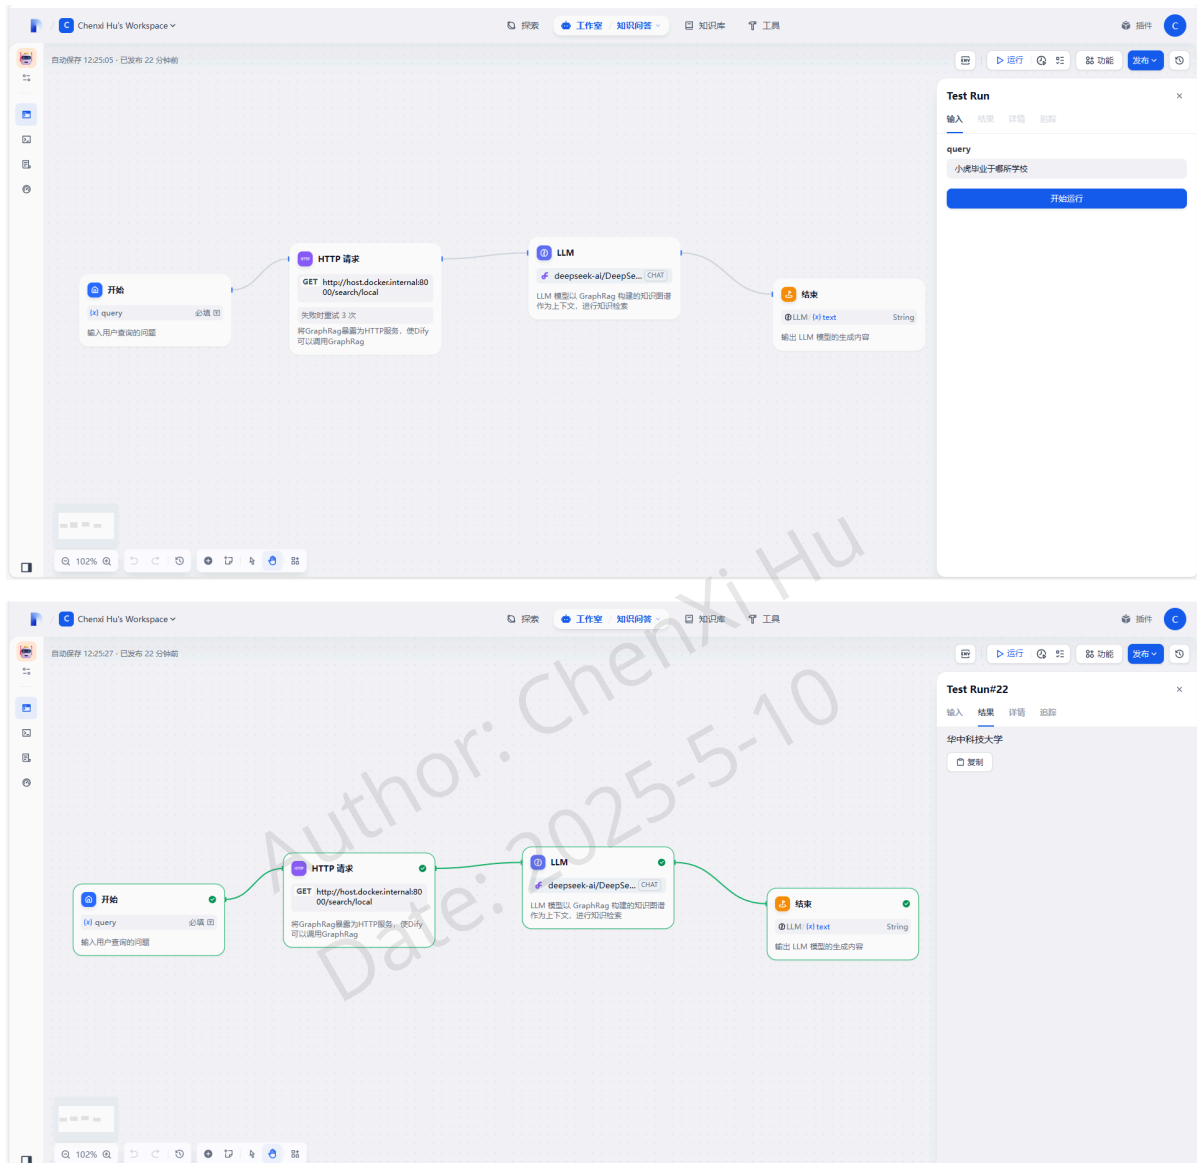 C Chenxi Hu's Workspace
探索
工作室 / 知识问答
知识库
工具
插件
C
自动保存 12:25:05 · 已发布 22 分钟前
ENV
运行
功能
发布
Test Run
输入 结果 详情 追踪
query
小虎毕业于哪所学校
开始运行
开始
{x} query 必填
输入用户查询的问题
HTTP HTTP 请求
GET http://host.docker.internal:80
00/search/local
失败时重试 3 次
将GraphRag暴露为HTTP服务，使Dify
可以调用GraphRag
LLM
deepseek-ai/DeepSe... CHAT
LLM 模型以 GraphRag 构建的知识图谱
作为上下文，进行知识检索
结束
LLM/ {x} text String
输出 LLM 模型的生成内容
102%
C Chenxi Hu's Workspace
探索
工作室 / 知识问答
知识库
工具
插件
C
自动保存 12:25:27 · 已发布 22 分钟前
ENV
运行
功能
发布
Test Run#22
输入 结果 详情 追踪
华中科技大学
复制
开始
{x} query 必填
输入用户查询的问题
HTTP HTTP 请求
GET http://host.docker.internal:80
00/search/local
将GraphRag暴露为HTTP服务，使Dify
可以调用GraphRag
LLM
deepseek-ai/DeepSe... CHAT
LLM 模型以 GraphRag 构建的知识图谱
作为上下文，进行知识检索
结束
LLM/ {x} text String
输出 LLM 模型的生成内容
102%
Author: ChenXi Hu
Date: 2025-5-10